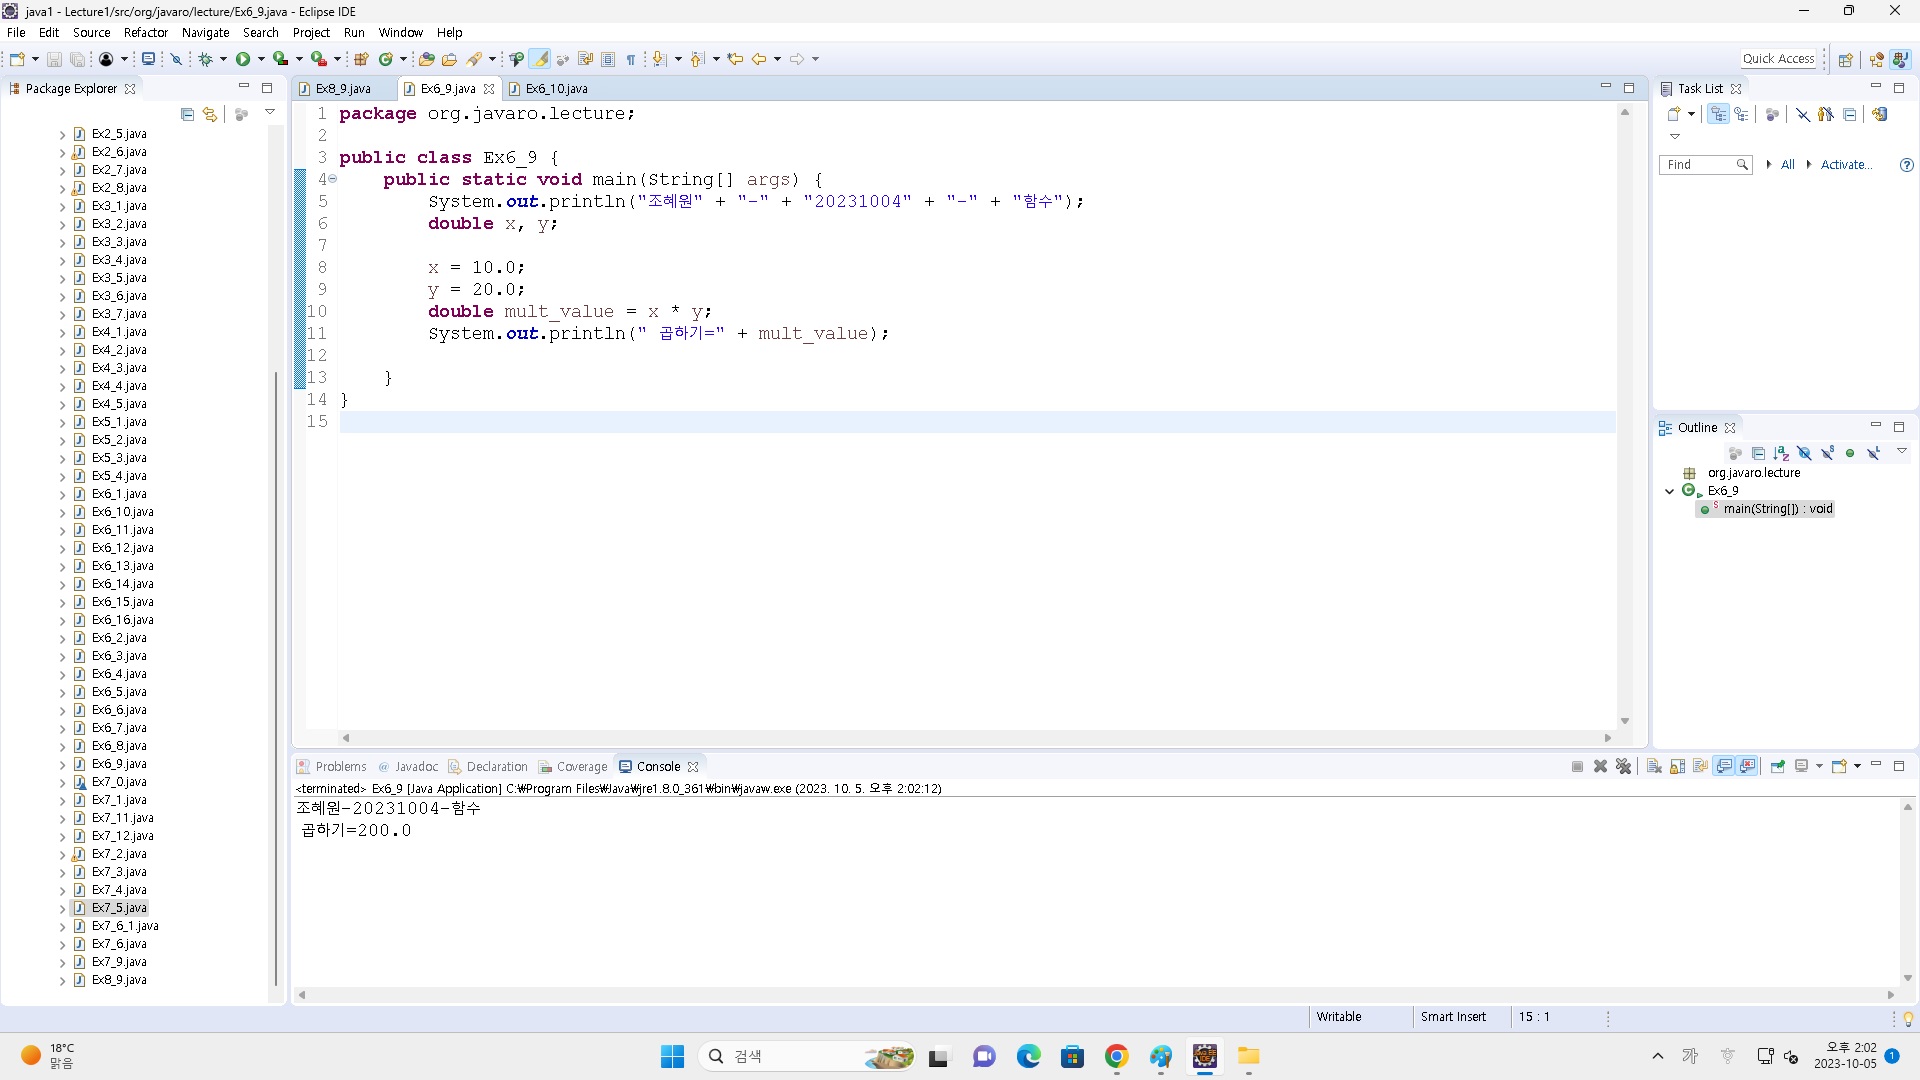 java1 - Lecture1/src/org/javaro/lecture/Ex6_9.java - Eclipse IDE
File Edit Source Refactor Navigate Search Project Run Window Help
Quick Access
Package Explorer
Ex2_5.java
Ex2_6.java
Ex2_7.java
Ex2_8.java
Ex3_1.java
Ex3_2.java
Ex3_3.java
Ex3_4.java
Ex3_5.java
Ex3_6.java
Ex3_7.java
Ex4_1.java
Ex4_2.java
Ex4_3.java
Ex4_4.java
Ex4_5.java
Ex5_1.java
Ex5_2.java
Ex5_3.java
Ex5_4.java
Ex6_1.java
Ex6_10.java
Ex6_11.java
Ex6_12.java
Ex6_13.java
Ex6_14.java
Ex6_15.java
Ex6_16.java
Ex6_2.java
Ex6_3.java
Ex6_4.java
Ex6_5.java
Ex6_6.java
Ex6_7.java
Ex6_8.java
Ex6_9.java
Ex7_0.java
Ex7_1.java
Ex7_11.java
Ex7_12.java
Ex7_2.java
Ex7_3.java
Ex7_4.java
Ex7_5.java
Ex7_6_1.java
Ex7_6.java
Ex7_9.java
Ex8_9.java
Ex8_9.java Ex6_9.java Ex6_10.java
1 package org.javaro.lecture;
2
3 public class Ex6_9 {
4 public static void main(String[] args) {
5 System.out.println("조혜원" + "-" + "20231004" + "-" + "함수");
6 double x, y;
7
8 x = 10.0;
9 y = 20.0;
10 double mult_value = x * y;
11 System.out.println(" 곱하기=" + mult_value);
12
13 }
14 }
15
Task List
Find All Activate...
Outline
org.javaro.lecture
Ex6_9
main(String[]) : void
Problems @ Javadoc Declaration Coverage Console
<terminated> Ex6_9 [Java Application] C:₩Program Files₩Java₩jre1.8.0_361₩bin₩javaw.exe (2023. 10. 5. 오후 2:02:12)
조혜원-20231004-함수
곱하기=200.0
Writable Smart Insert 15 : 1
18°C
맑음
검색
가
오후 2:02
2023-10-05
1